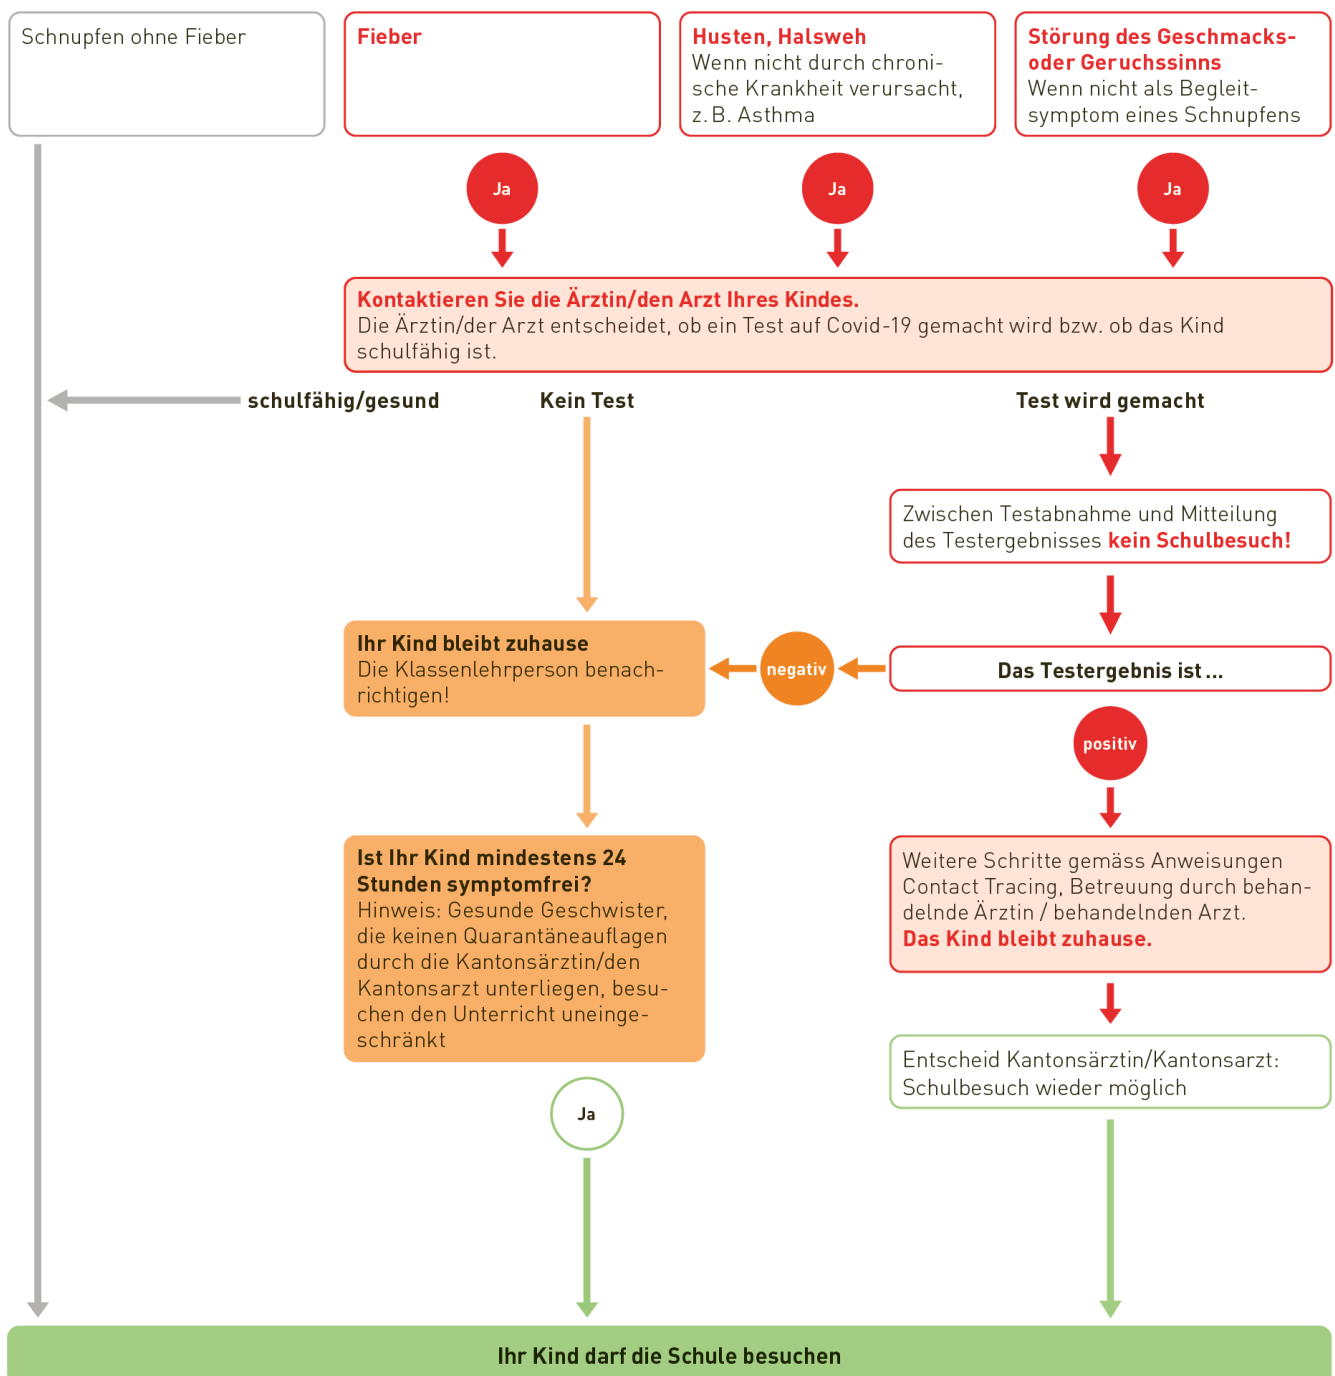 Schnupfen ohne Fieber
Fieber
Husten, Halsweh
Wenn nicht durch chroni-
sche Krankheit verursacht,
z. B. Asthma
Störung des Geschmacks-
oder Geruchssinns
Wenn nicht als Begleit-
symptom eines Schnupfens
Ja
Ja
Ja
Kontaktieren Sie die Ärztin/den Arzt Ihres Kindes.
Die Ärztin/der Arzt entscheidet, ob ein Test auf Covid-19 gemacht wird bzw. ob das Kind
schulfähig ist.
schulfähig/gesund
Kein Test
Test wird gemacht
Zwischen Testabnahme und Mitteilung
des Testergebnisses kein Schulbesuch!
Ihr Kind bleibt zuhause
Die Klassenlehrperson benach-
richtigen!
negativ
Das Testergebnis ist ...
positiv
Ist Ihr Kind mindestens 24
Stunden symptomfrei?
Hinweis: Gesunde Geschwister,
die keinen Quarantäneauflagen
durch die Kantonsärztin/den
Kantonsarzt unterliegen, besu-
chen den Unterricht uneinge-
schränkt
Weitere Schritte gemäss Anweisungen
Contact Tracing, Betreuung durch behan-
delnde Ärztin / behandelnden Arzt.
Das Kind bleibt zuhause.
Entscheid Kantonsärztin/Kantonsarzt:
Schulbesuch wieder möglich
Ja
Ihr Kind darf die Schule besuchen